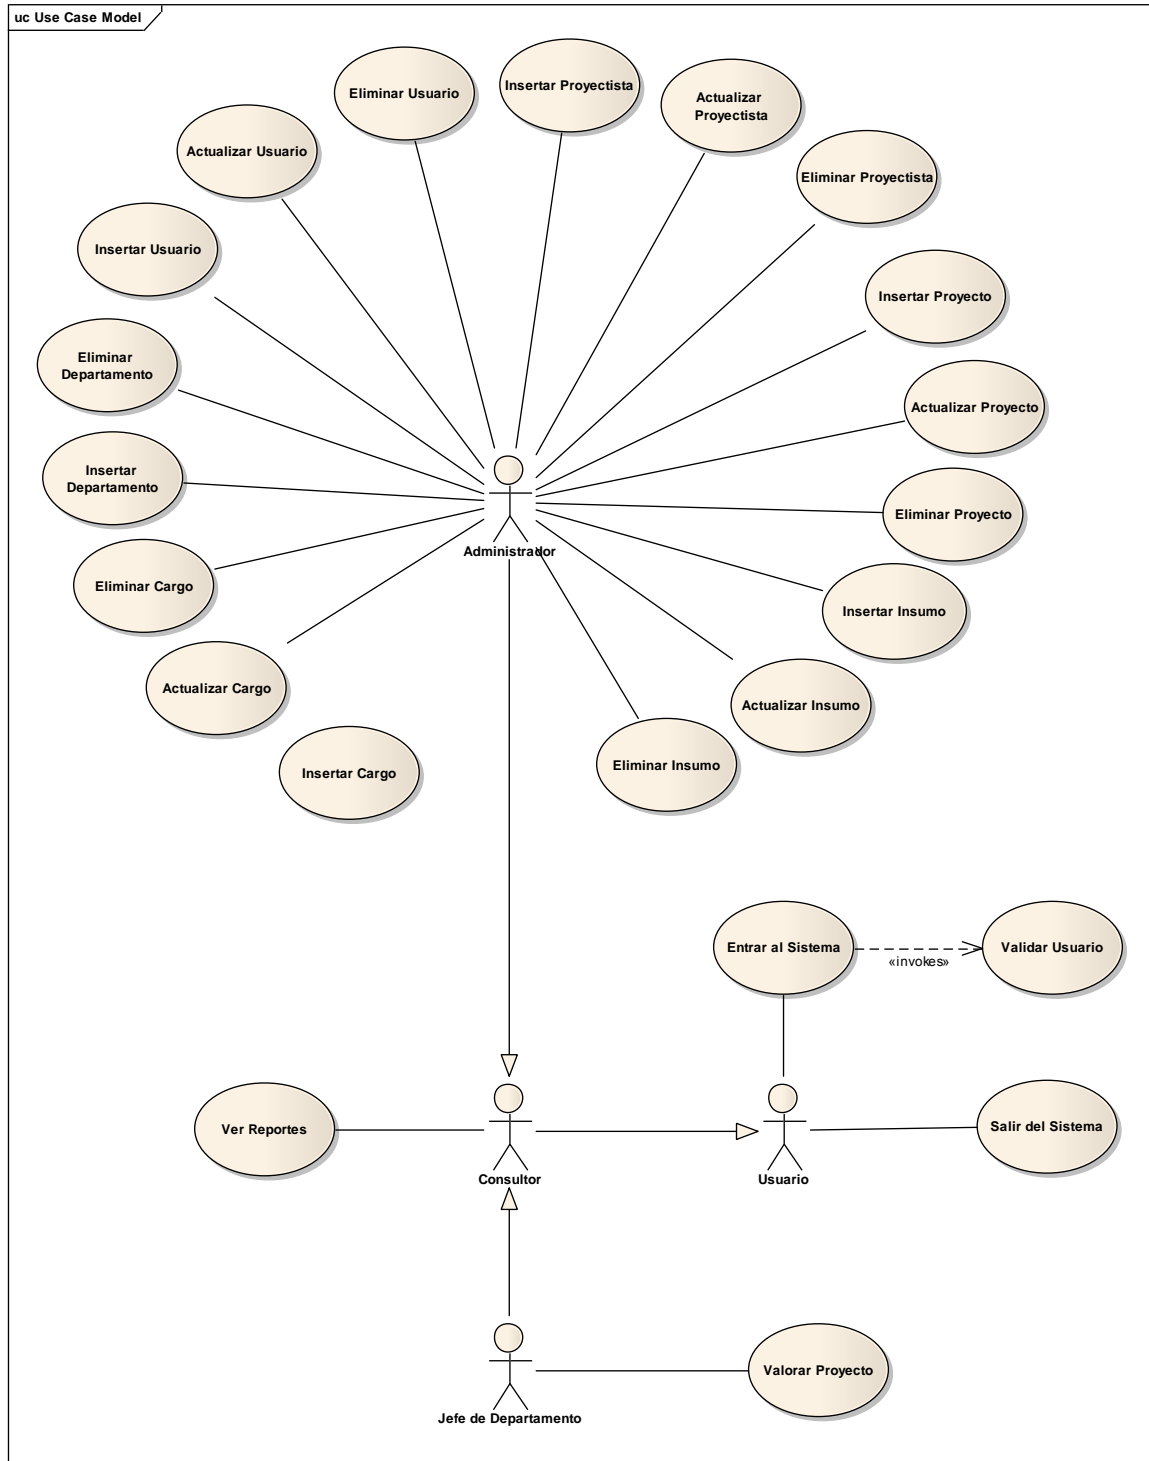 uc Use Case Model
Eliminar Usuario
Insertar Proyectista
Actualizar
Proyectista
Actualizar Usuario
Eliminar Proyectista
Insertar Usuario
Insertar Proyecto
Eliminar
Departamento
Actualizar Proyecto
Insertar
Departamento
Eliminar Proyecto
Administrador
Eliminar Cargo
Insertar Insumo
Actualizar Cargo
Actualizar Insumo
Insertar Cargo
Eliminar Insumo
Entrar al Sistema
«invokes»
Validar Usuario
Ver Reportes
Consultor
Usuario
Salir del Sistema
Jefe de Departamento
Valorar Proyecto